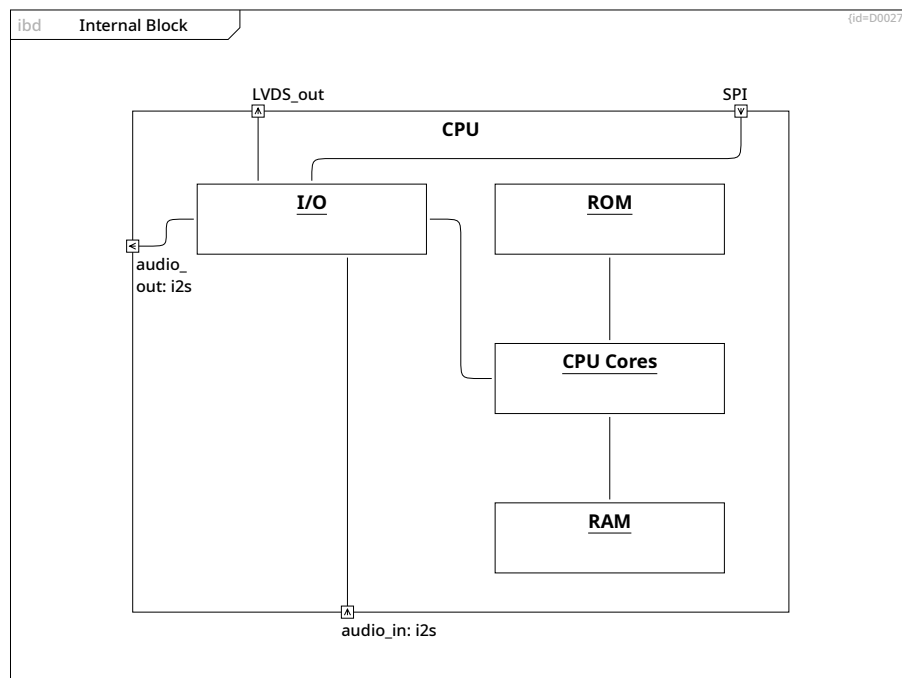 ibd Internal Block
{id=D0027
LVDS_out
SPI
CPU
I/O
ROM
audio_
out: i2s
CPU Cores
RAM
audio_in: i2s